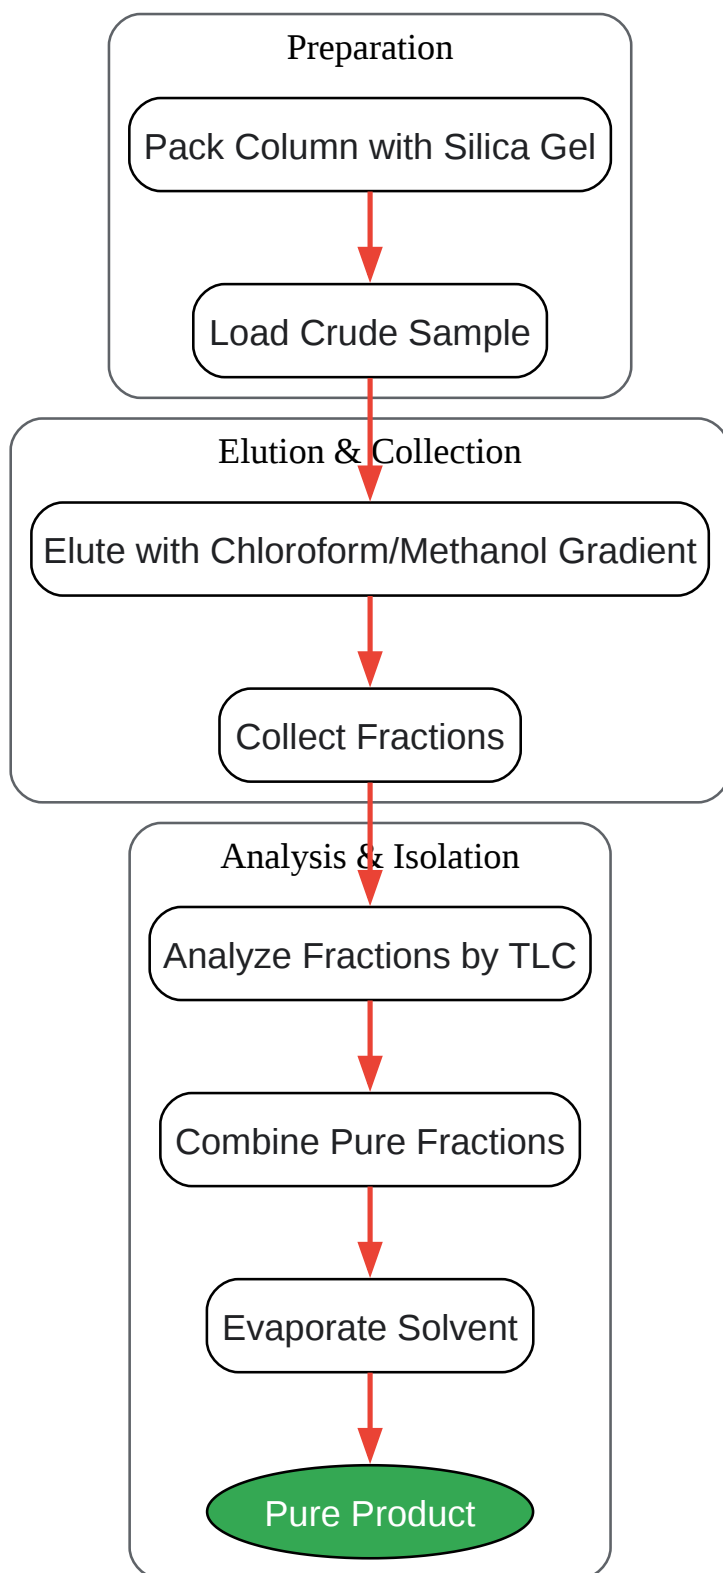 Preparation
Pack Column with Silica Gel
Load Crude Sample
Elution & Collection
Elute with Chloroform/Methanol Gradient
Collect Fractions
Analysis & Isolation
Analyze Fractions by TLC
Combine Pure Fractions
Evaporate Solvent
Pure Product